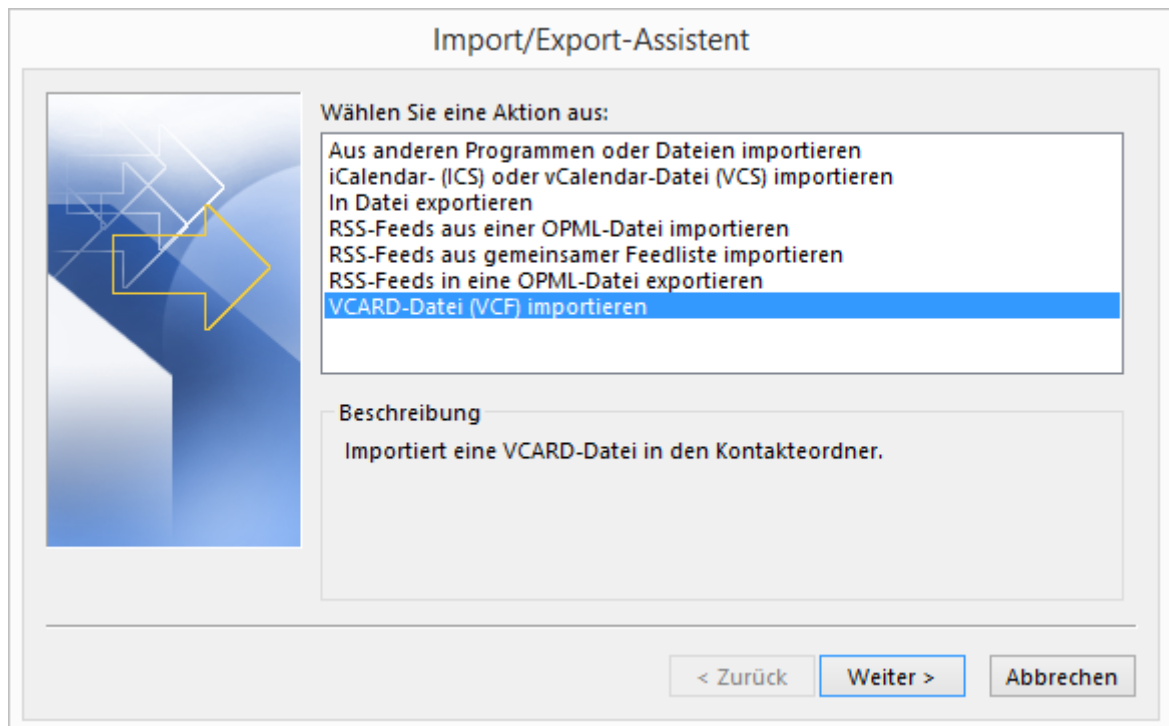 Import/Export-Assistent
Wählen Sie eine Aktion aus:
Aus anderen Programmen oder Dateien importieren
iCalendar- (ICS) oder vCalendar-Datei (VCS) importieren
In Datei exportieren
RSS-Feeds aus einer OPML-Datei importieren
RSS-Feeds aus gemeinsamer Feedliste importieren
RSS-Feeds in eine OPML-Datei exportieren
VCARD-Datei (VCF) importieren
Beschreibung
Importiert eine VCARD-Datei in den Kontakteordner.
< Zurück Weiter > Abbrechen